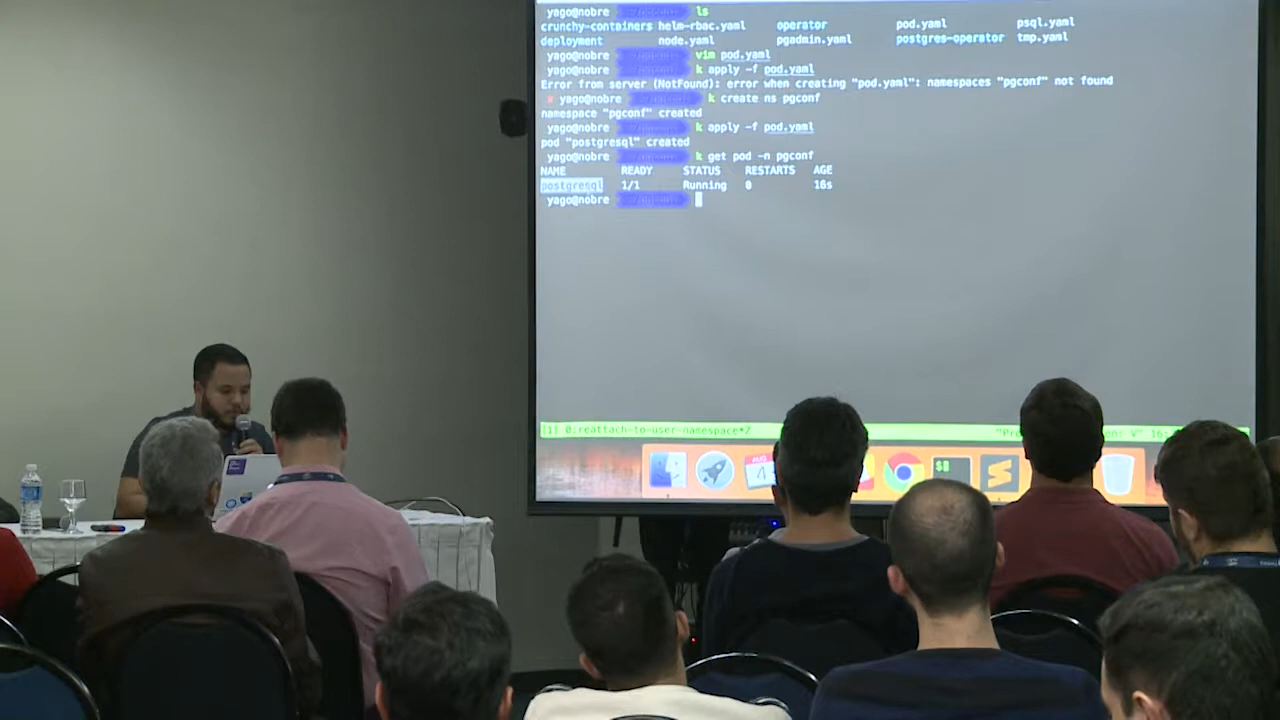 yago@nobre ls
crunchy-containers helm-rbac.yaml operator pod.yaml psql.yaml
deployment node.yaml pgadmin.yaml postgres-operator tmp.yaml
yago@nobre vim pod.yaml
yago@nobre k apply -f pod.yaml
Error from server (NotFound): error when creating "pod.yaml": namespaces "pgconf" not found
x yago@nobre k create ns pgconf
namespace "pgconf" created
yago@nobre k apply -f pod.yaml
pod "postgresql" created
yago@nobre k get pod -n pgconf
NAME READY STATUS RESTARTS AGE
postgresql 1/1 Running 0 16s
yago@nobre
[1] 0:reattach-to-user-namespace*Z
AUG
4